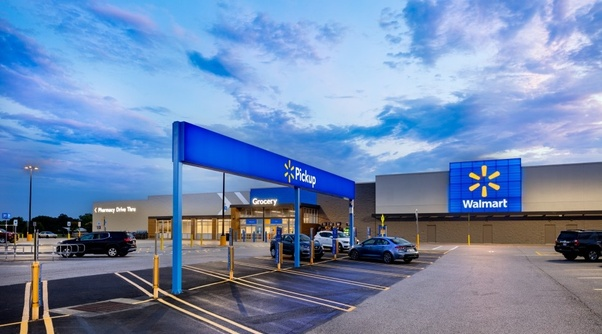 Pickup
Walmart
Grocery
Pharmacy Drive Thru